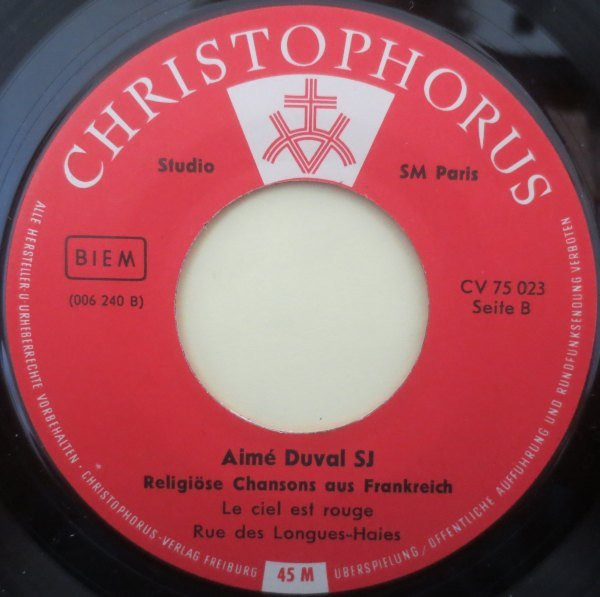 CHRISTOPHORUS
Studio
SM Paris
BIEM
(006 240 B)
CV 75 023
Seite B
Aimé Duval SJ
Religiöse Chansons aus Frankreich
Le ciel est rouge
Rue des Longues-Haies
45 M
ALLE HERSTELLER U URHEBERRECHTE VORBEHALTEN - CHRISTOPHORUS-VERLAG FREIBURG
ÜBERSPIELUNG / ÖFFENTLICHE AUFFÜHRUNG UND RUNDFUNKSENDUNG VERBOTEN